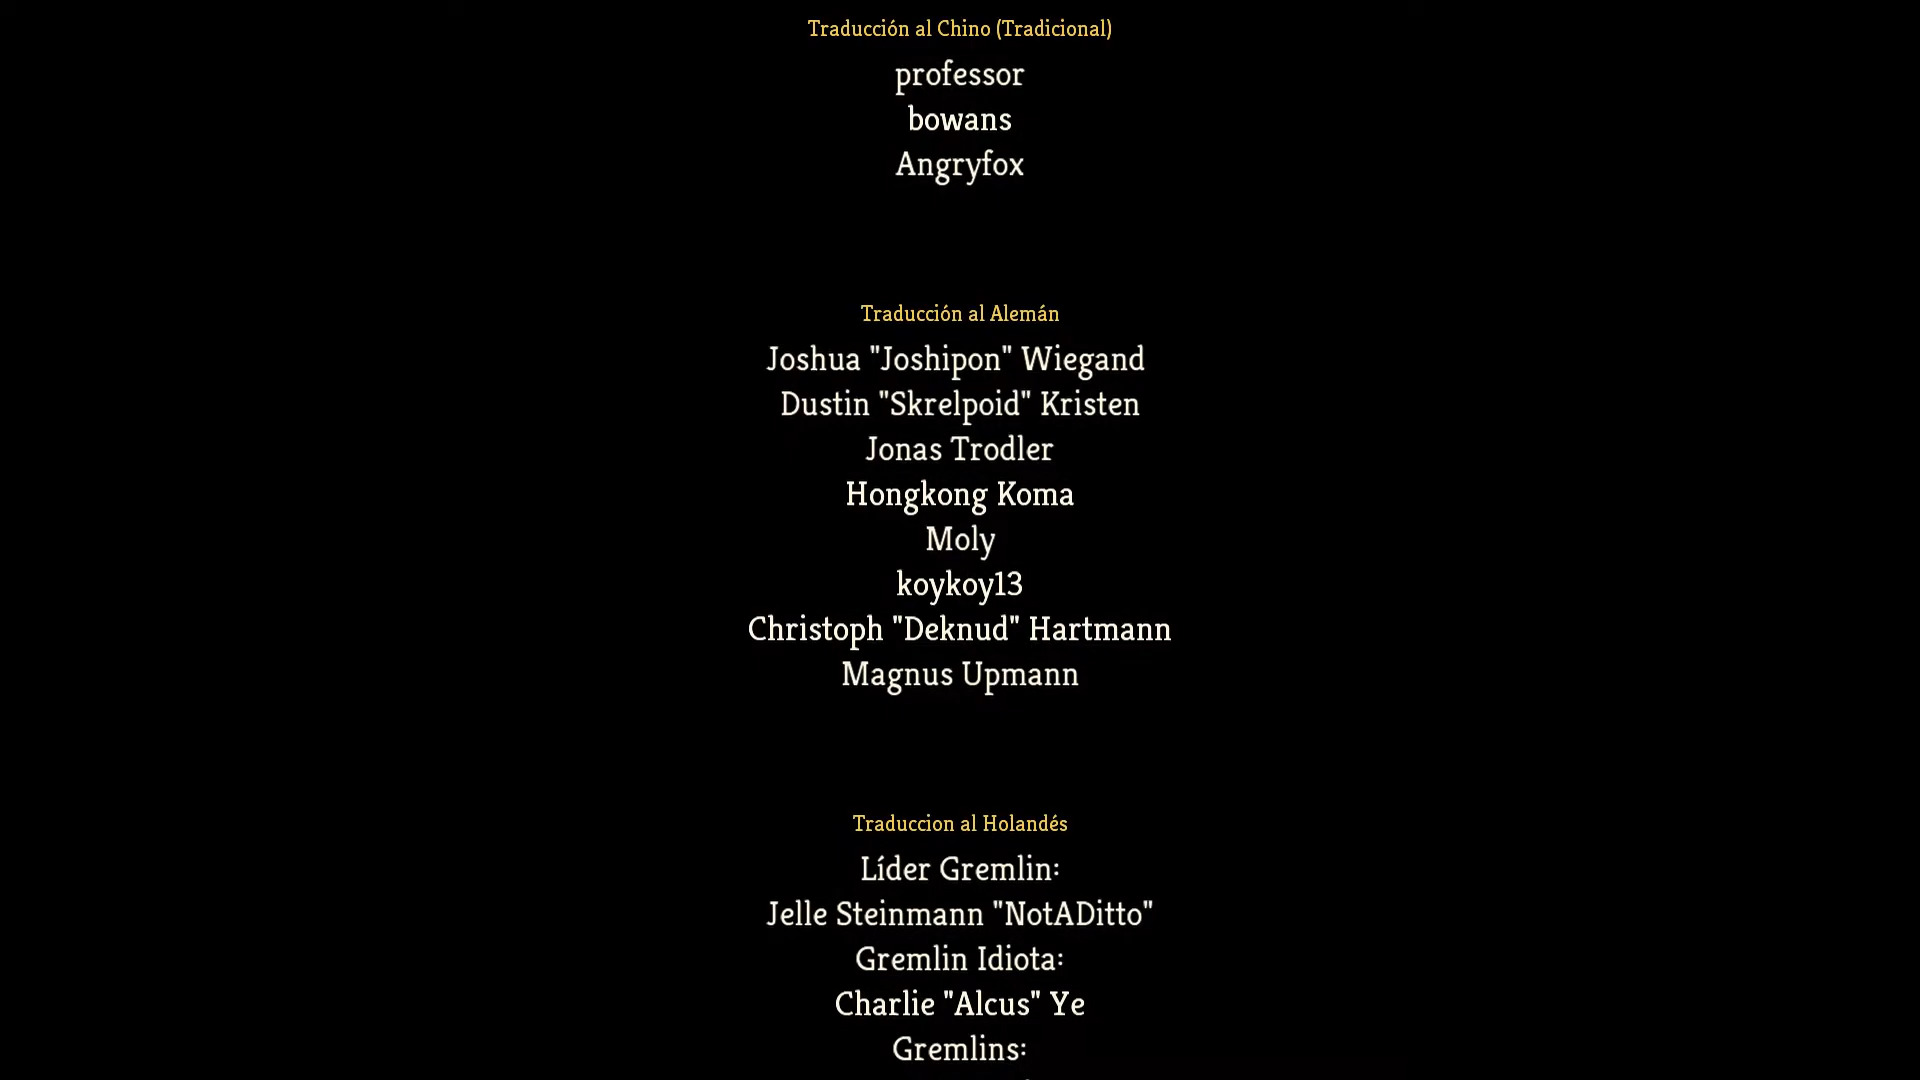 Traducción al Chino (Tradicional)
professor
bowans
Angryfox
Traducción al Alemán
Joshua "Joshipon" Wiegand
Dustin "Skrelpoid" Kristen
Jonas Trodler
Hongkong Koma
Moly
koykoy13
Christoph "Deknud" Hartmann
Magnus Upmann
Traduccion al Holandés
Líder Gremlin:
Jelle Steinmann "NotADitto"
Gremlin Idiota:
Charlie "Alcus" Ye
Gremlins: